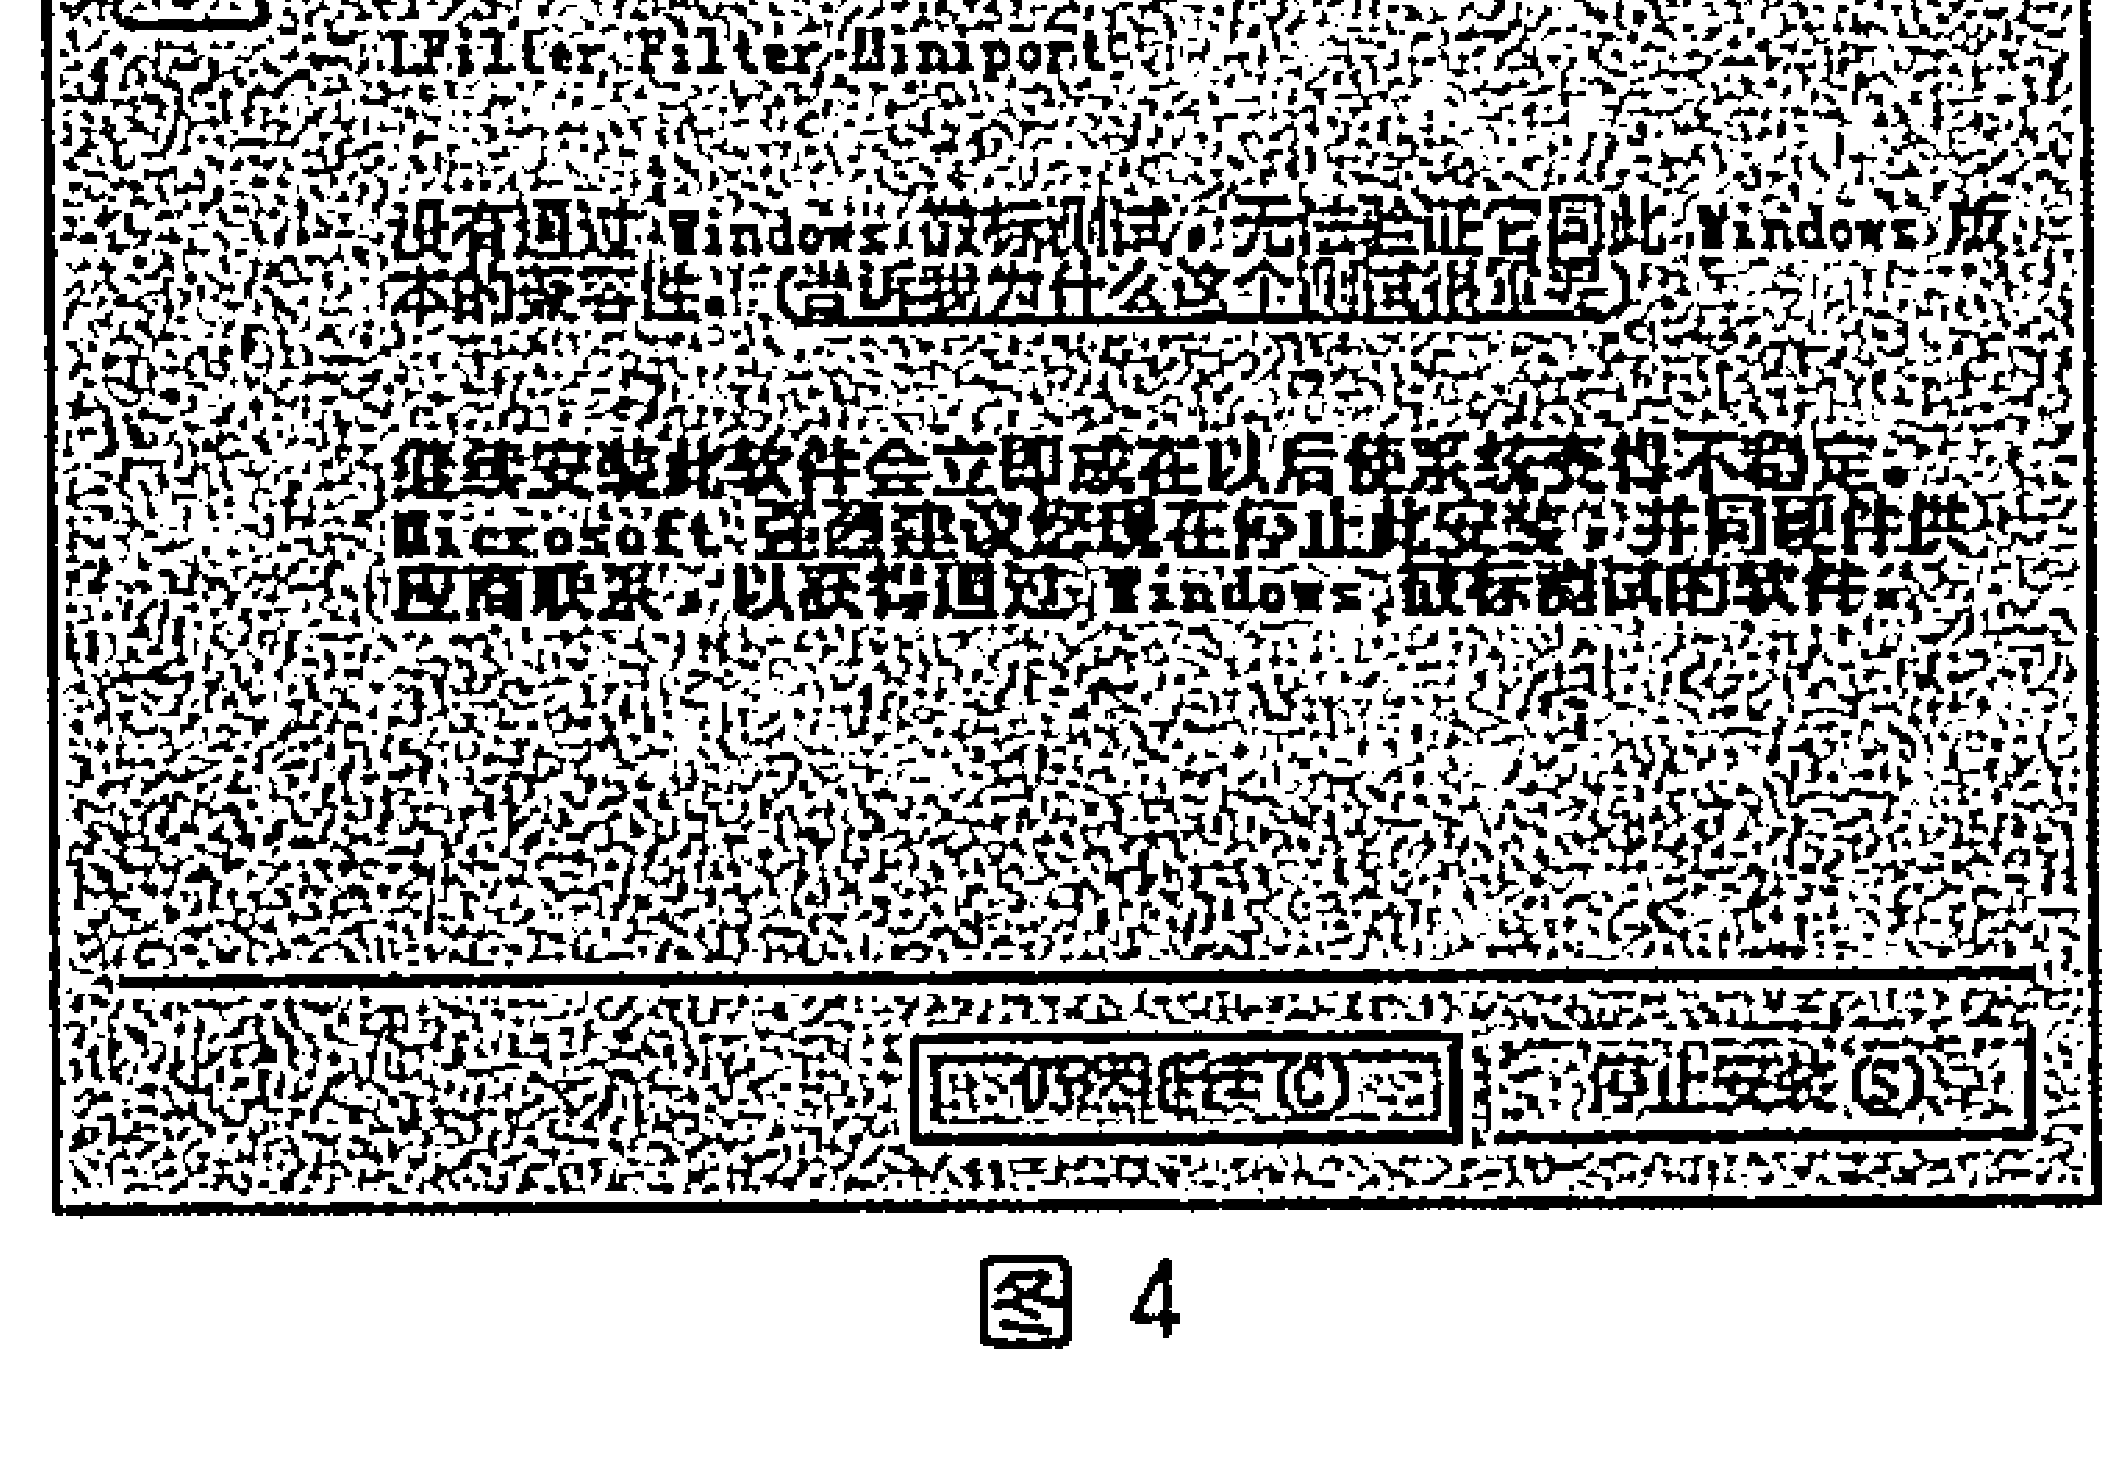 IFilter Filter Miniport
没有通过 Windows 徽标测试，无法验证它同此 Windows 版
本的兼容性。(告诉我为什么这个测试很重要)
继续安装此软件会立即或在以后使系统变得不稳定。
Microsoft 强烈建议您现在停止此安装，并同硬件供
应商联系，以获得通过 Windows 徽标测试的软件。
仍然继续(C)
停止安装(S)
图 4